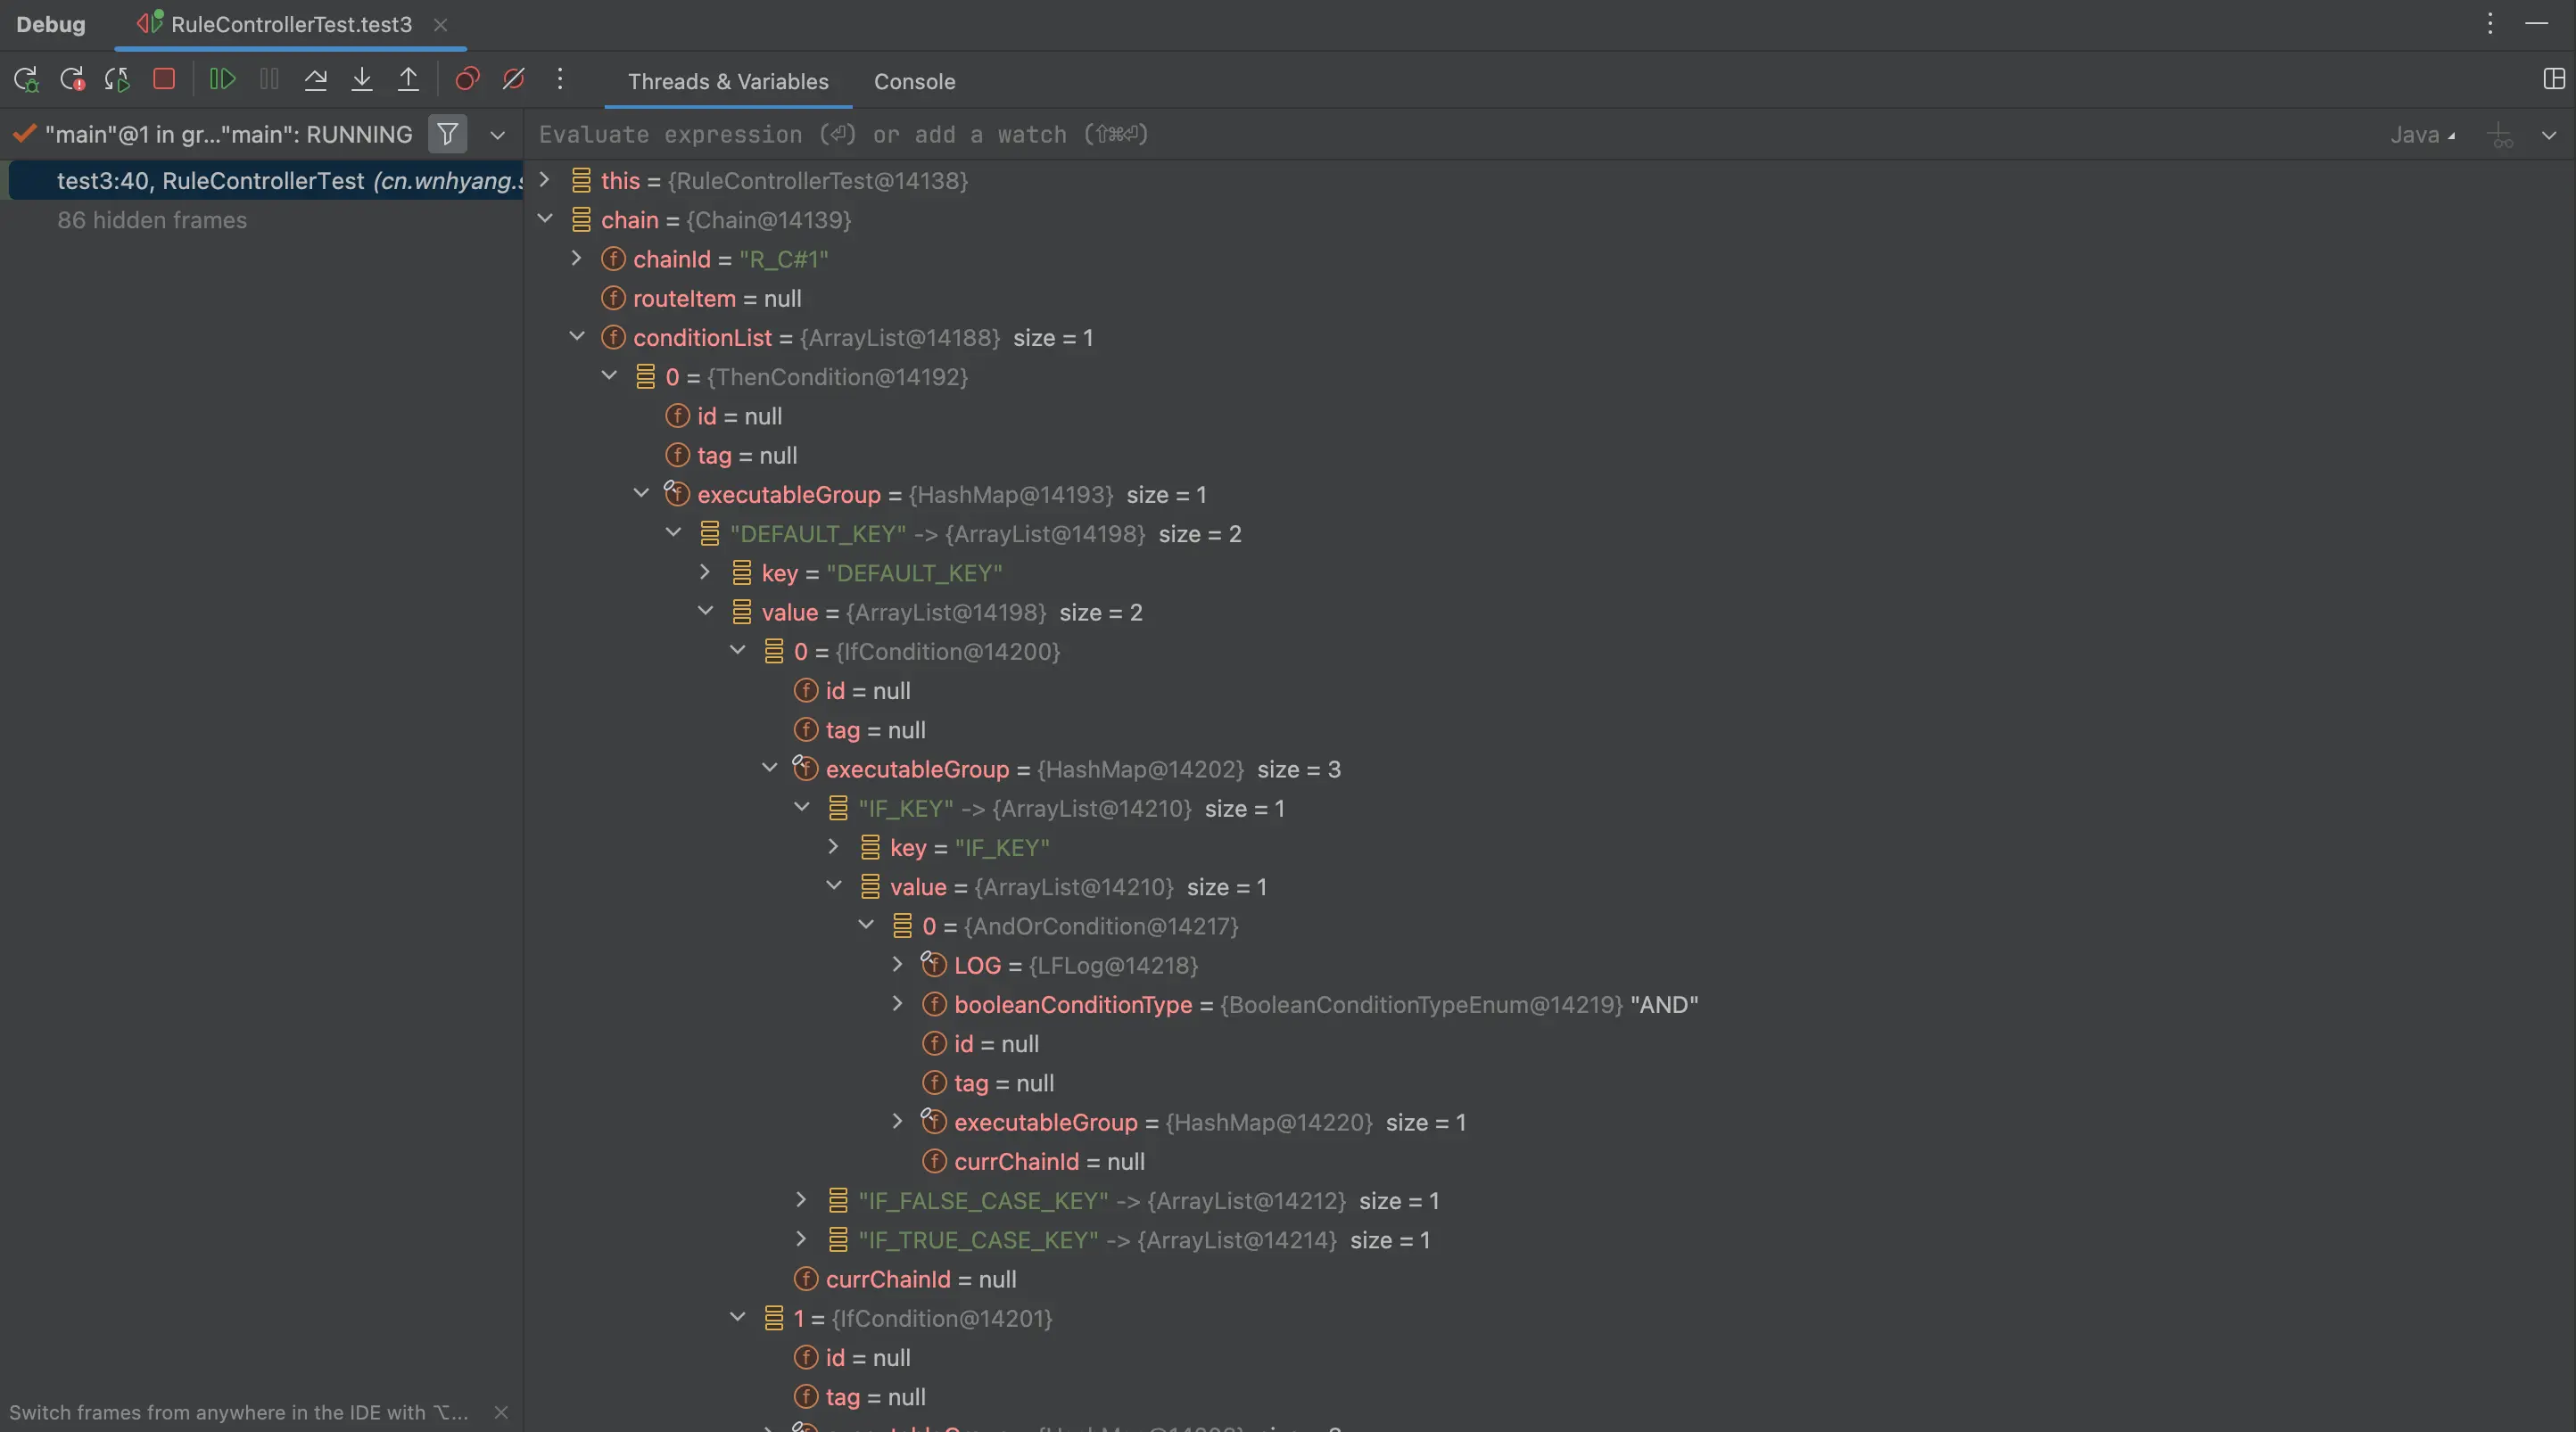 Debug RuleControllerTest.test3
Threads & Variables Console
"main"@1 in gr..."main": RUNNING
Evaluate expression (⏎) or add a watch (⇧⌘⏎) Java
test3:40, RuleControllerTest (cn.wnhyang.s
86 hidden frames
this = {RuleControllerTest@14138}
chain = {Chain@14139}
chainId = "R_C#1"
routeItem = null
conditionList = {ArrayList@14188} size = 1
0 = {ThenCondition@14192}
id = null
tag = null
executableGroup = {HashMap@14193} size = 1
"DEFAULT_KEY" -> {ArrayList@14198} size = 2
key = "DEFAULT_KEY"
value = {ArrayList@14198} size = 2
0 = {IfCondition@14200}
id = null
tag = null
executableGroup = {HashMap@14202} size = 3
"IF_KEY" -> {ArrayList@14210} size = 1
key = "IF_KEY"
value = {ArrayList@14210} size = 1
0 = {AndOrCondition@14217}
LOG = {LFLog@14218}
booleanConditionType = {BooleanConditionTypeEnum@14219} "AND"
id = null
tag = null
executableGroup = {HashMap@14220} size = 1
currChainId = null
"IF_FALSE_CASE_KEY" -> {ArrayList@14212} size = 1
"IF_TRUE_CASE_KEY" -> {ArrayList@14214} size = 1
currChainId = null
1 = {IfCondition@14201}
id = null
tag = null
Switch frames from anywhere in the IDE with ⌥...